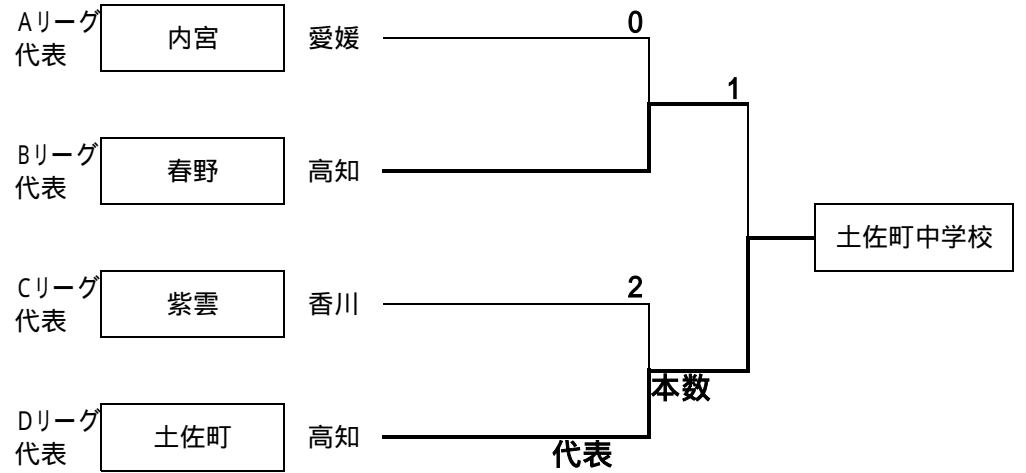 Aリーグ
代表
内宮
愛媛
0
1
Bリーグ
代表
春野
高知
土佐町中学校
Cリーグ
代表
紫雲
香川
2
本数
Dリーグ
代表
土佐町
高知
代表